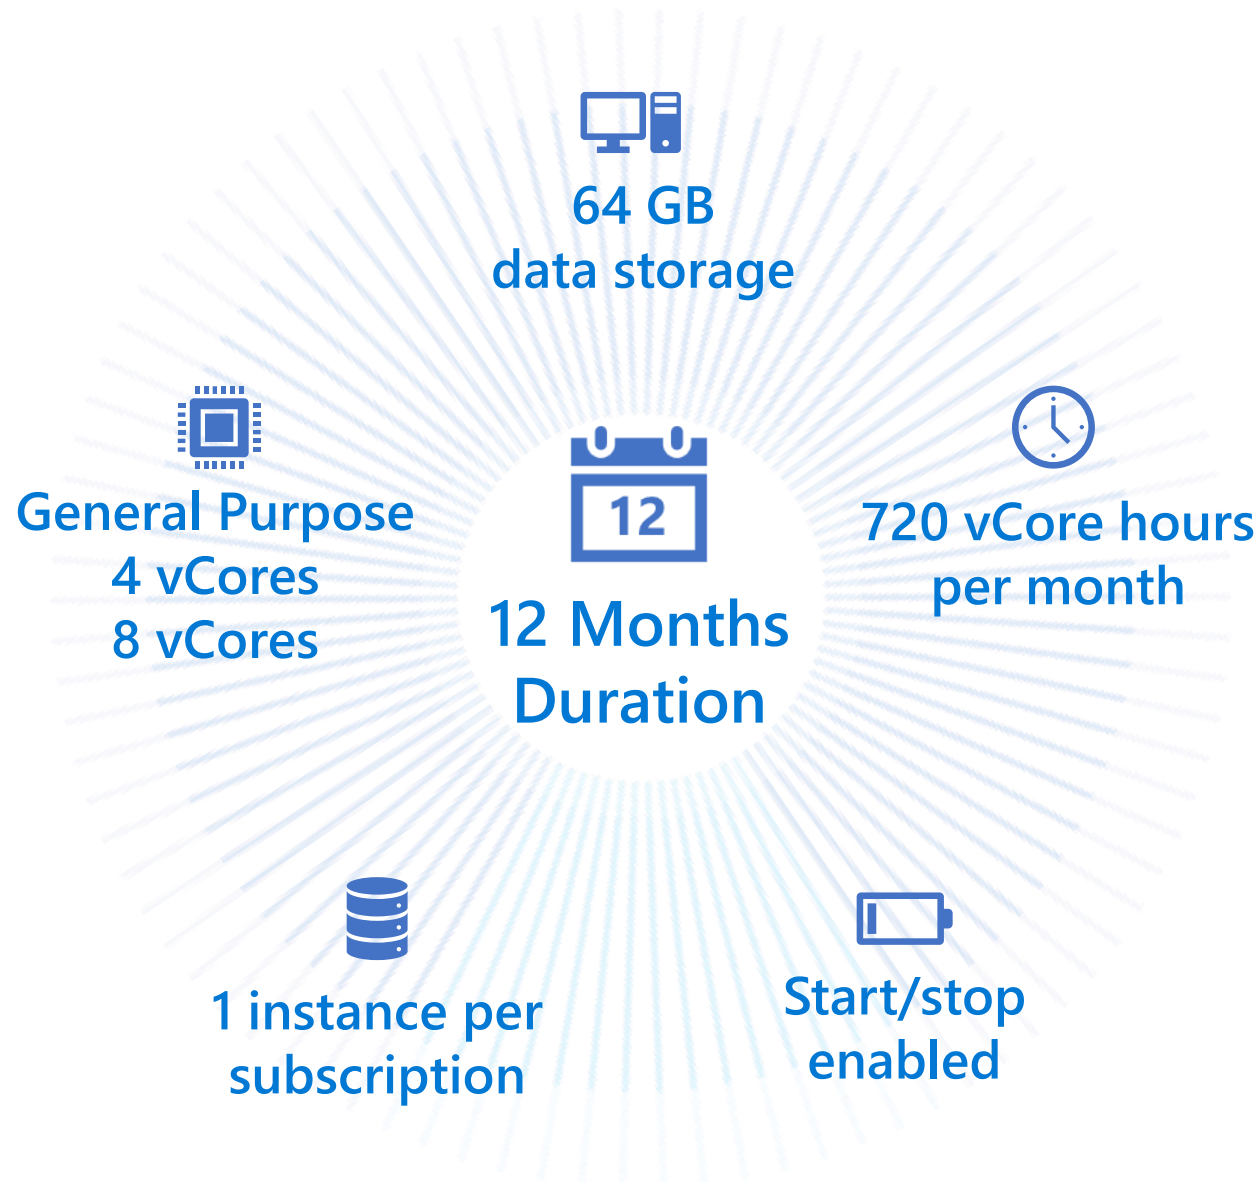 64 GB
data storage
General Purpose
4 vCores
8 vCores
12
12 Months
Duration
720 vCore hours
per month
1 instance per
subscription
Start/stop
enabled